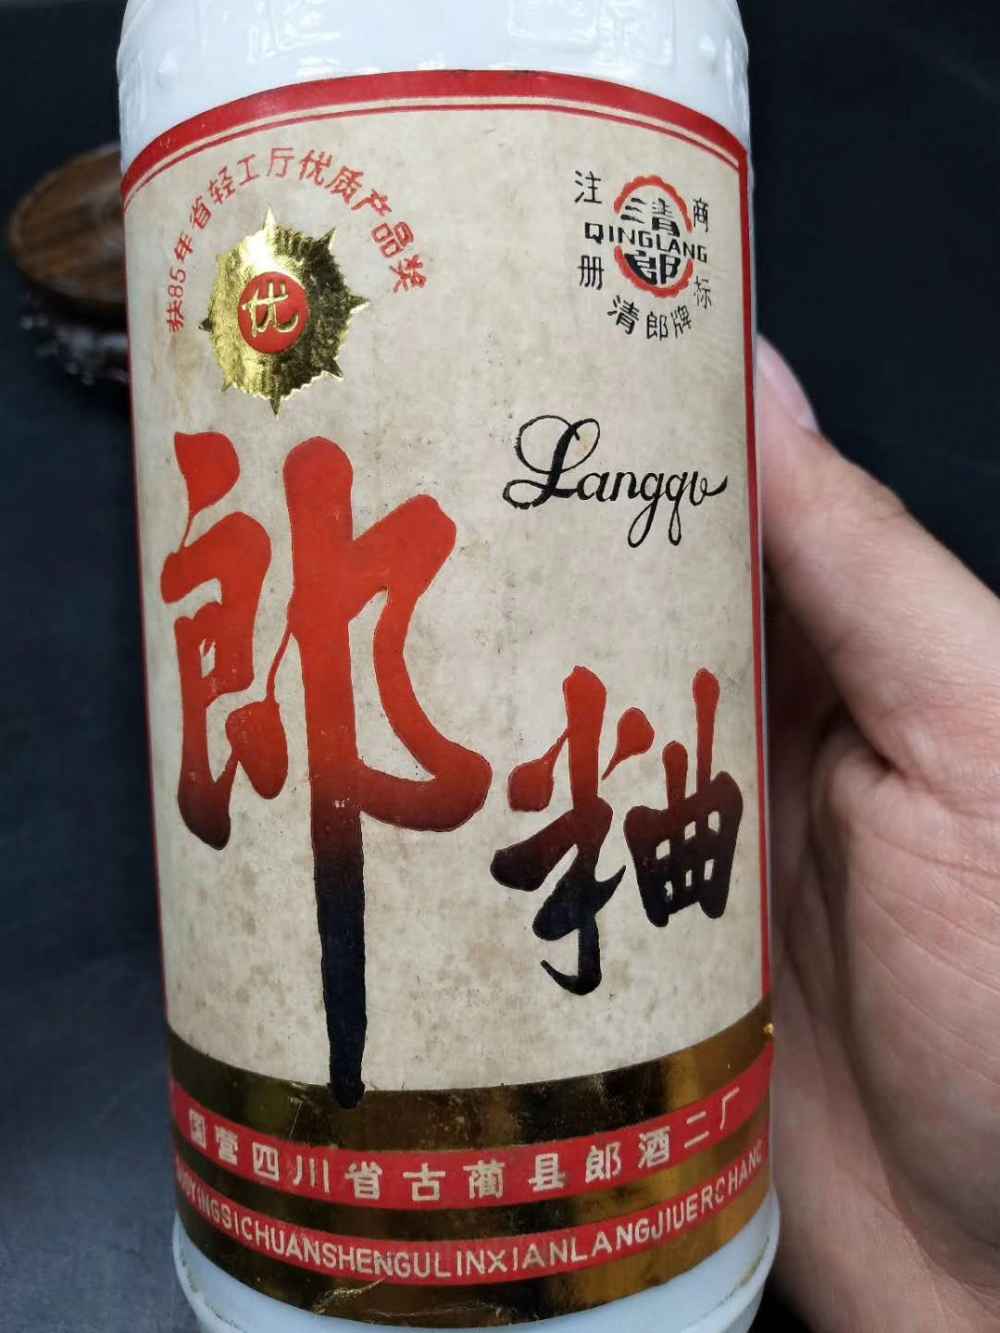 获85年省轻工厅优质产品奖
优
注册商标
清
QINGLANG
郎
清郎牌
Langqu
郎粬
国营四川省古蔺县郎酒二厂
GUOYINGSICHUANSHENGULINXIANLANGJIUERCHANG